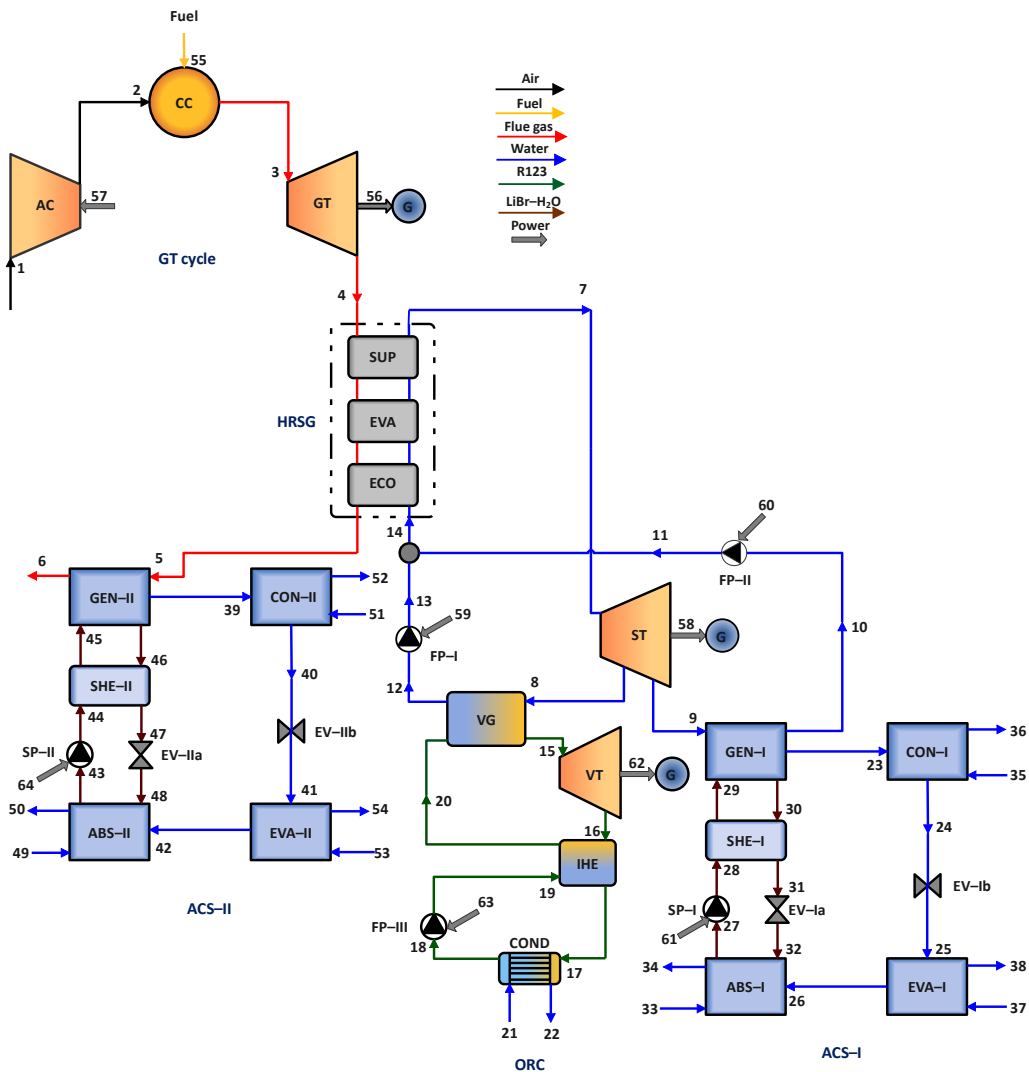 Fuel
55
2
CC
Air
Fuel
Flue gas
Water
R123
LiBr–H₂O
Power
3
AC
57
GT
56
G
GT cycle
1
4
7
SUP
HRSG
EVA
ECO
14
60
11
FP–II
6
5
52
GEN–II
39
CON–II
51
13
59
FP–I
ST
58
G
10
45
46
40
12
8
SHE–II
44
47
VG
9
36
SP–II
EV–IIa
EV–IIb
15
VT
62
G
GEN–I
23
CON–I
35
64
43
48
41
20
29
30
50
54
16
24
ABS–II
EVA–II
SHE–I
49
42
53
IHE
28
19
31
EV–Ib
63
SP–I
EV–Ia
ACS–II
FP–III
27
18
COND
61
32
25
17
34
38
ABS–I
EVA–I
33
26
37
21
22
ACS–I
ORC